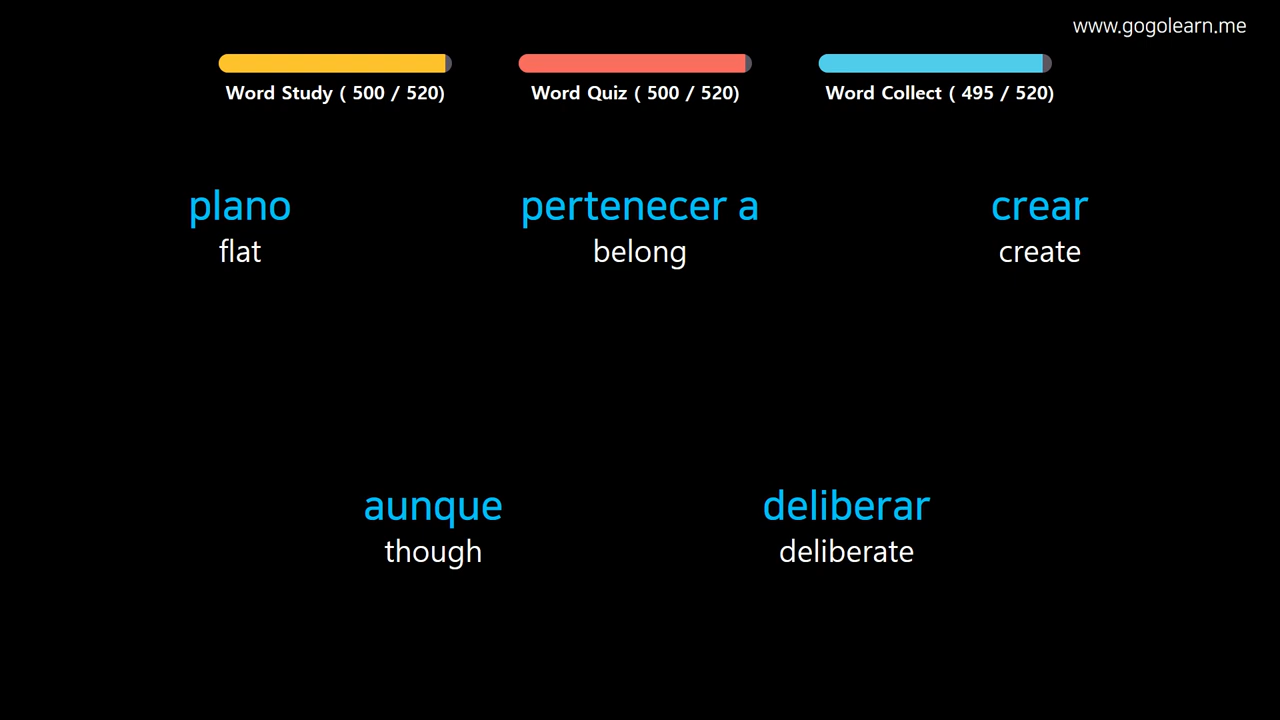 www.gogolearn.me
Word Study ( 500 / 520)
Word Quiz ( 500 / 520)
Word Collect ( 495 / 520)
plano
flat
pertenecer a
belong
crear
create
aunque
though
deliberar
deliberate